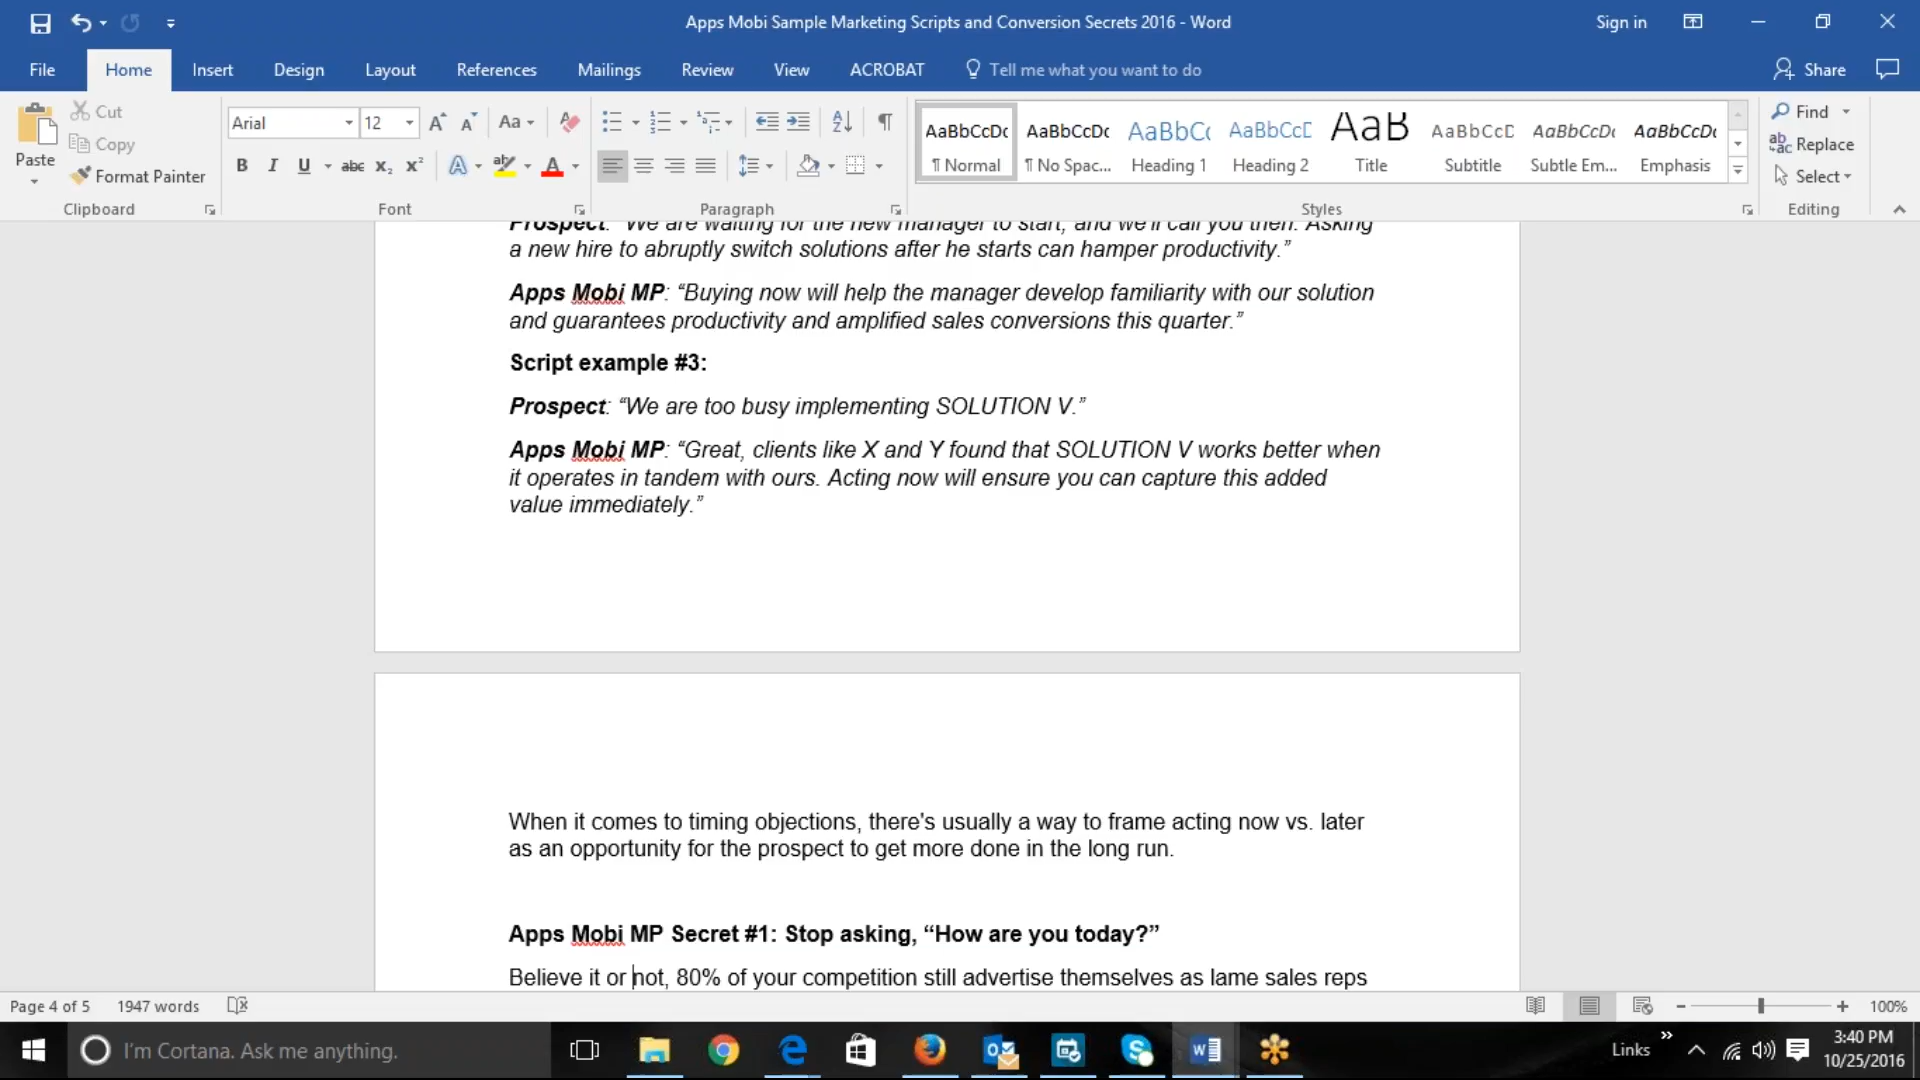 Apps Mobi Sample Marketing Scripts and Conversion Secrets 2016 - Word
Sign in
File Home Insert Design Layout References Mailings Review View ACROBAT Tell me what you want to do Share
Paste
Cut
Copy
Format Painter
Clipboard
Arial 12
Font
Paragraph
AaBbCcDc AaBbCcDc AaBbCc AaBbCcD AaB AaBbCcD AaBbCcDc AaBbCcDc
¶ Normal ¶ No Spac... Heading 1 Heading 2 Title Subtitle Subtle Em... Emphasis
Styles
Find
Replace
Select
Editing
Prospect: “We are waiting for the new manager to start, and we'll call you then. Asking
a new hire to abruptly switch solutions after he starts can hamper productivity.”
Apps Mobi MP: “Buying now will help the manager develop familiarity with our solution
and guarantees productivity and amplified sales conversions this quarter.”
Script example #3:
Prospect: “We are too busy implementing SOLUTION V.”
Apps Mobi MP: “Great, clients like X and Y found that SOLUTION V works better when
it operates in tandem with ours. Acting now will ensure you can capture this added
value immediately.”
When it comes to timing objections, there's usually a way to frame acting now vs. later
as an opportunity for the prospect to get more done in the long run.
Apps Mobi MP Secret #1: Stop asking, “How are you today?”
Believe it or not, 80% of your competition still advertise themselves as lame sales reps
Page 4 of 5 1947 words 100%
I'm Cortana. Ask me anything.
Links
3:40 PM
10/25/2016